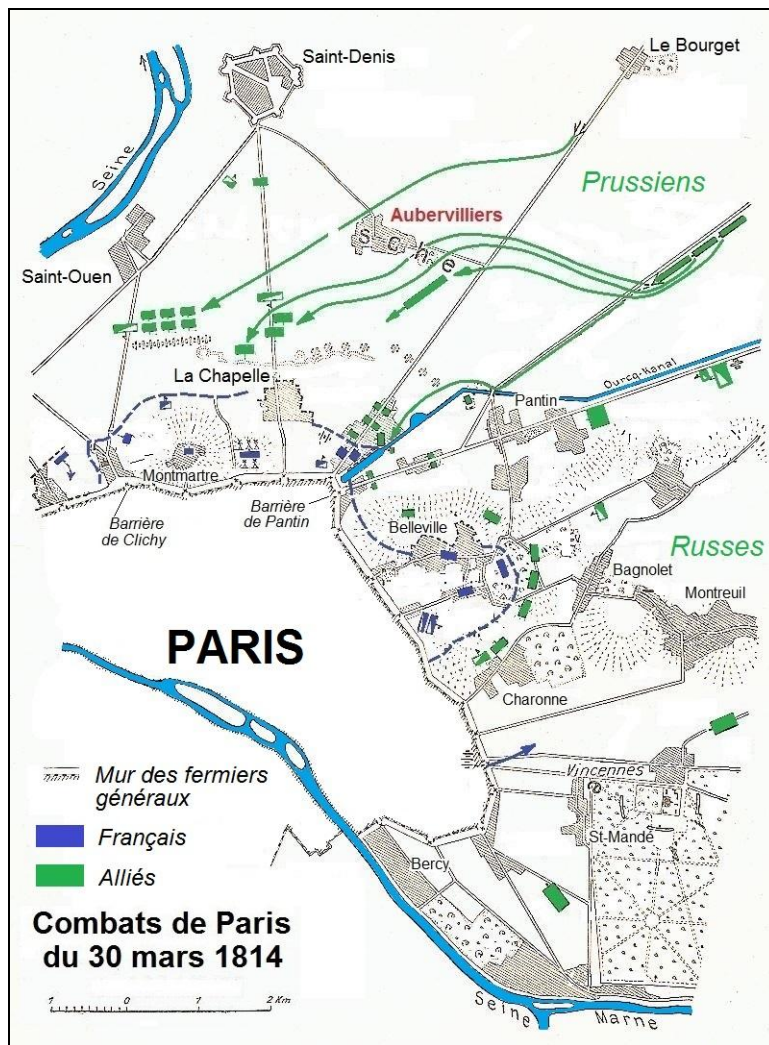 Saint-Denis
Le Bourget
Seine
Prussiens
Aubervilliers
sche
Saint-Ouen
La Chapelle
Ourcq-Kanal
Pantin
Montmartre
Barrière
de Clichy
Barrière
de Pantin
Belleville
Russes
Bagnolet
Montreuil
PARIS
Charonne
Vincennes
Mur des fermiers
généraux
Français
St-Mandé
Bercy
Alliés
Combats de Paris
du 30 mars 1814
1 0 1 2 Km
Seine
Marne